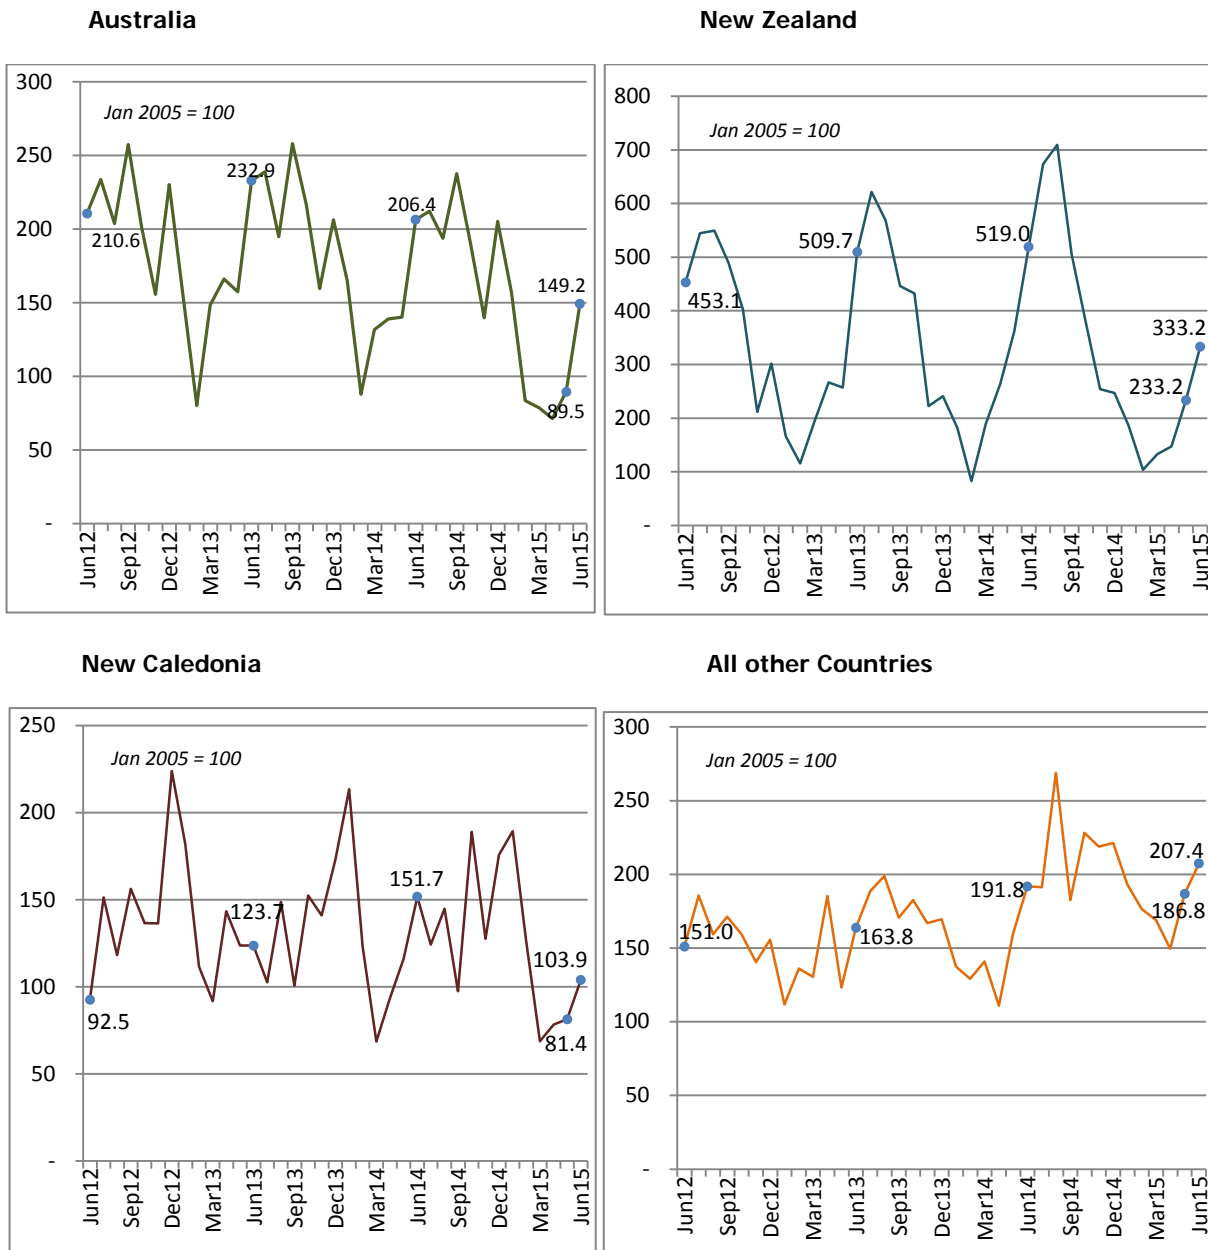 Australia
300
250
200
150
100
50
-
Jan 2005 = 100
210.6
232.9
206.4
149.2
89.5
Jun12
Sep12
Dec12
Mar13
Jun13
Sep13
Dec13
Mar14
Jun14
Sep14
Dec14
Mar15
Jun15
New Zealand
800
700
600
500
400
300
200
100
-
Jan 2005 = 100
453.1
509.7
519.0
333.2
233.2
Jun12
Sep12
Dec12
Mar13
Jun13
Sep13
Dec13
Mar14
Jun14
Sep14
Dec14
Mar15
Jun15
New Caledonia
250
200
150
100
50
-
Jan 2005 = 100
92.5
123.7
151.7
103.9
81.4
Jun12
Sep12
Dec12
Mar13
Jun13
Sep13
Dec13
Mar14
Jun14
Sep14
Dec14
Mar15
Jun15
All other Countries
300
250
200
150
100
50
-
Jan 2005 = 100
151.0
163.8
191.8
207.4
186.8
Jun12
Sep12
Dec12
Mar13
Jun13
Sep13
Dec13
Mar14
Jun14
Sep14
Dec14
Mar15
Jun15